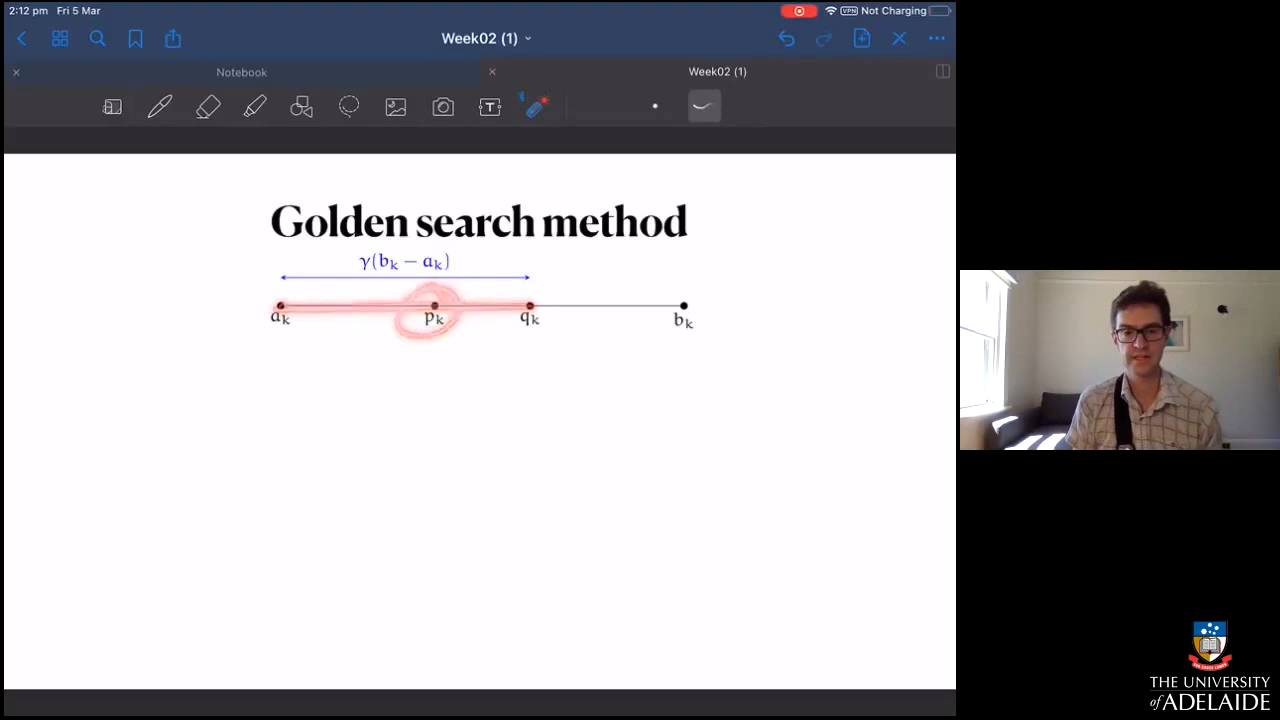 2:12 pm Fri 5 Mar
VPN Not Charging
Week02 (1)
Notebook
Week02 (1)
T
Golden search method
γ(bₖ − aₖ)
aₖ pₖ qₖ bₖ
THE UNIVERSITY
of ADELAIDE